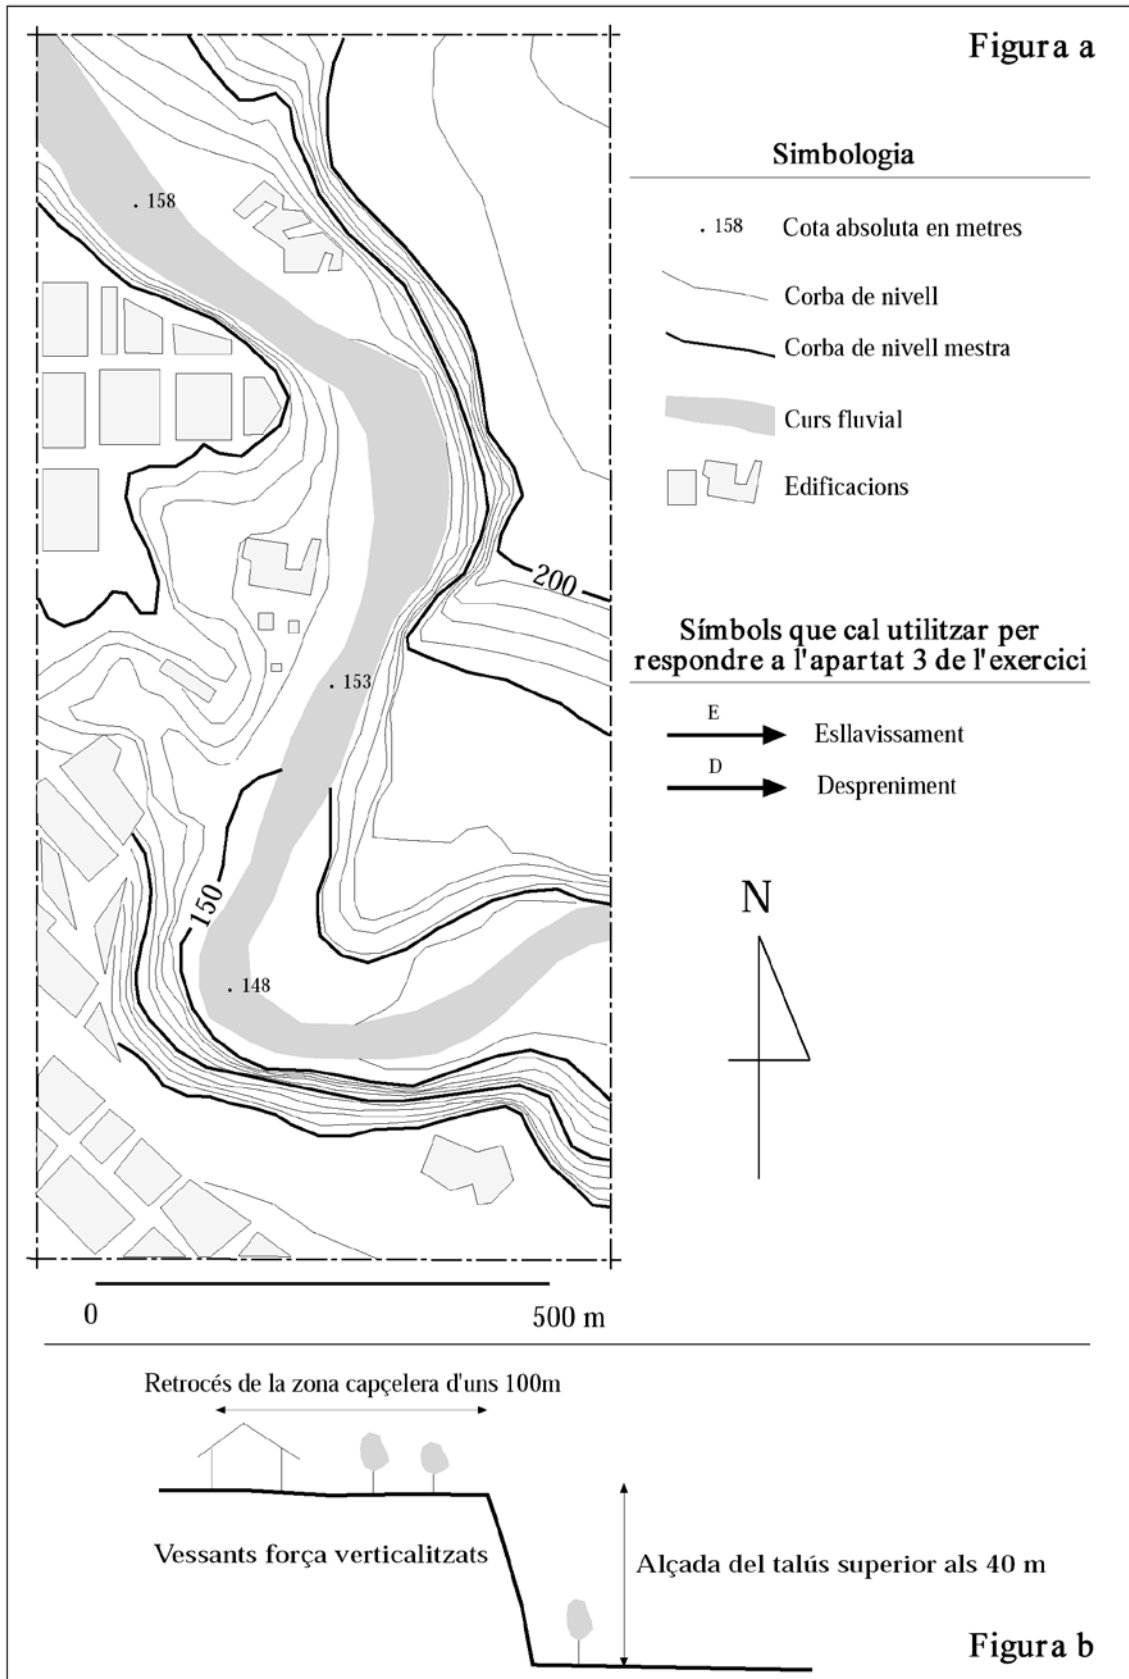 Figura a
Simbologia
. 158 Cota absoluta en metres
Corba de nivell
Corba de nivell mestra
Curs fluvial
Edificacions
Símbols que cal utilitzar per
respondre a l'apartat 3 de l'exercici
E
Esllavissament
D
Despreniment
N
. 158
200
. 153
150
. 148
0
500 m
Retrocés de la zona capçelera d'uns 100m
Vessants força verticalitzats
Alçada del talús superior als 40 m
Figura b